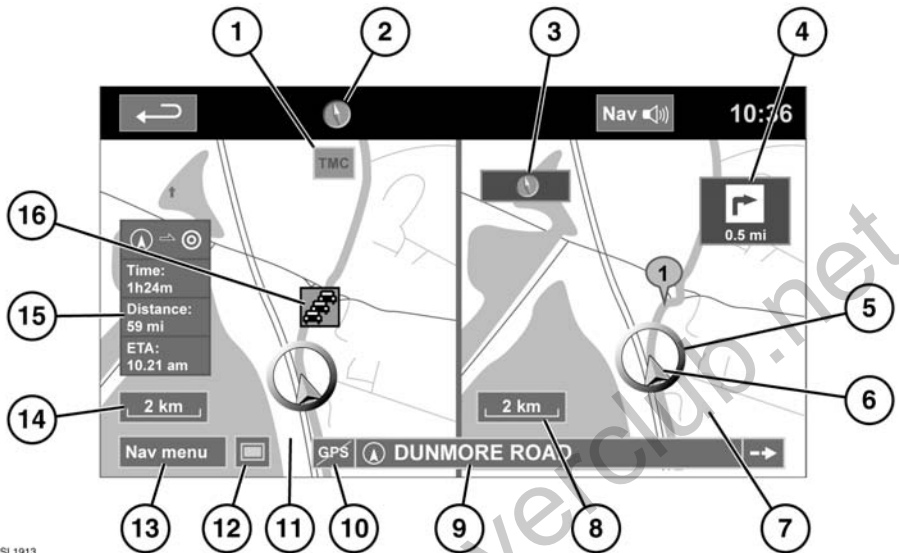 1 2 3 4
Nav 10:36
TMC
0.5 mi
16
1
Time:
1h24m
15
Distance:
59 mi
5
ETA:
10.21 am
6
14
2 km
2 km
Nav menu
GPS DUNMORE ROAD
13 12 11 10 9 8 7
verclub.net